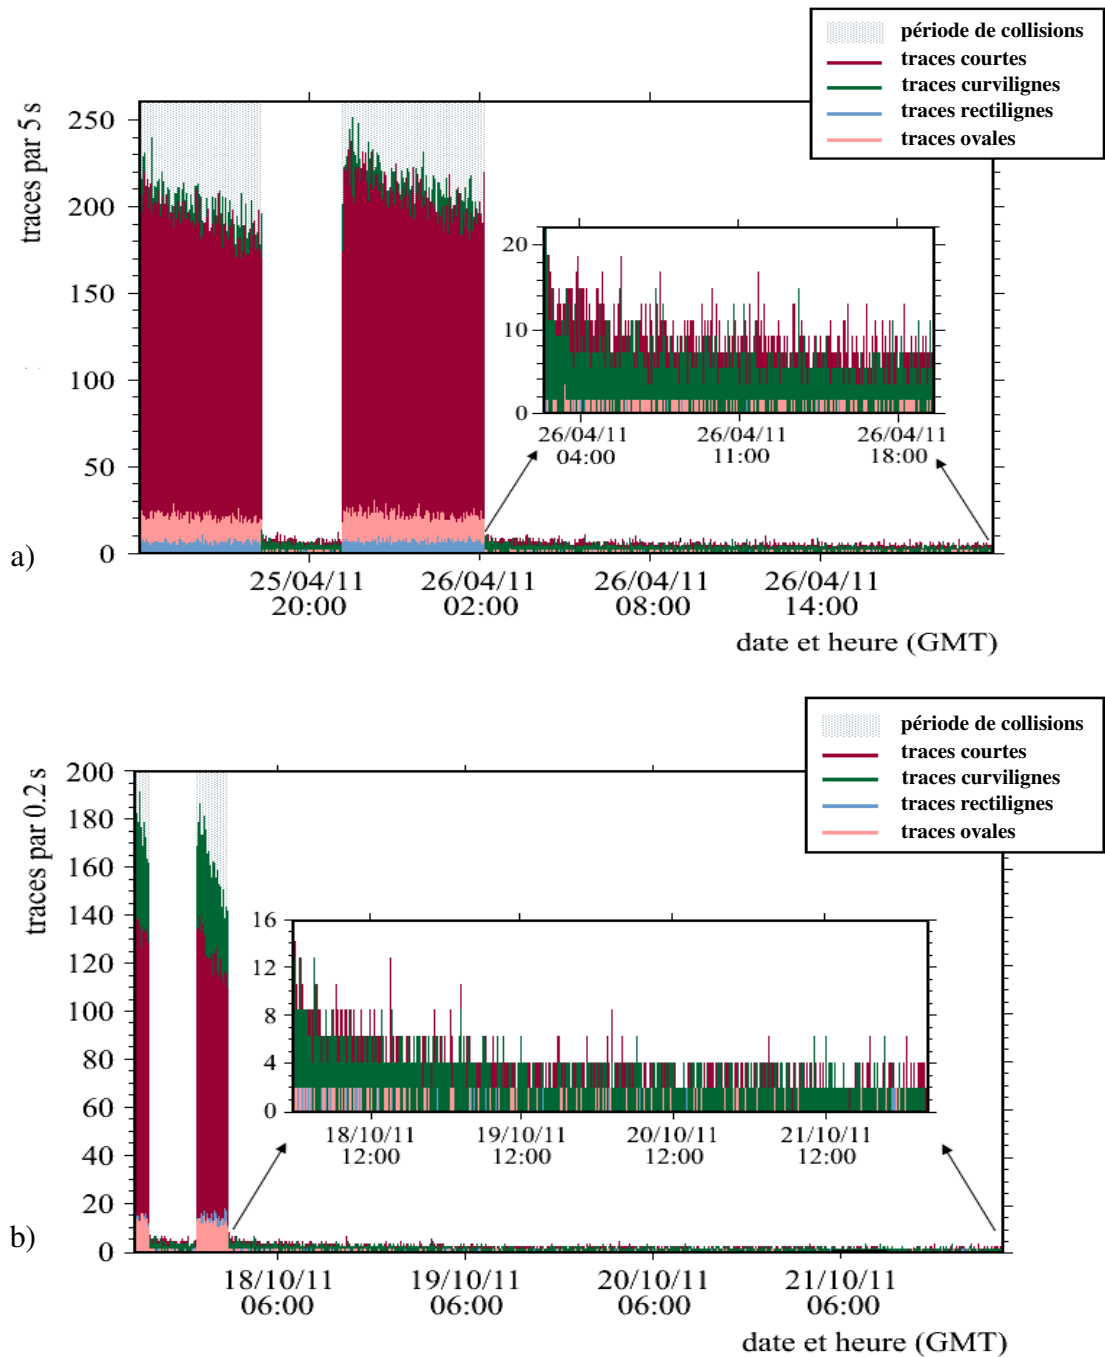 période de collisions
traces courtes
traces curvilignes
traces rectilignes
traces ovales
traces par 5 s
250
200
150
100
50
0
20
10
0
26/04/11 26/04/11 26/04/11
04:00 11:00 18:00
a)
25/04/11 26/04/11 26/04/11 26/04/11
20:00 02:00 08:00 14:00
date et heure (GMT)
période de collisions
traces courtes
traces curvilignes
traces rectilignes
traces ovales
traces par 0.2 s
200
180
160
140
120
100
80
60
40
20
0
16
12
8
4
0
18/10/11 19/10/11 20/10/11 21/10/11
12:00 12:00 12:00 12:00
b)
18/10/11 19/10/11 20/10/11 21/10/11
06:00 06:00 06:00 06:00
date et heure (GMT)